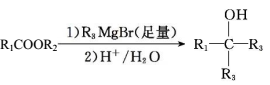 R₁COOR₂ 1)R₃MgBr(足量) 2)H⁺/H₂O
OH
R₁—C—R₃
R₃